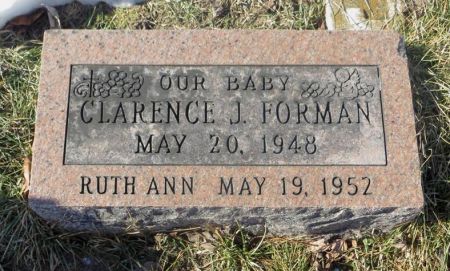 OUR BABY
CLARENCE J. FORMAN
MAY 20, 1948
RUTH ANN MAY 19, 1952